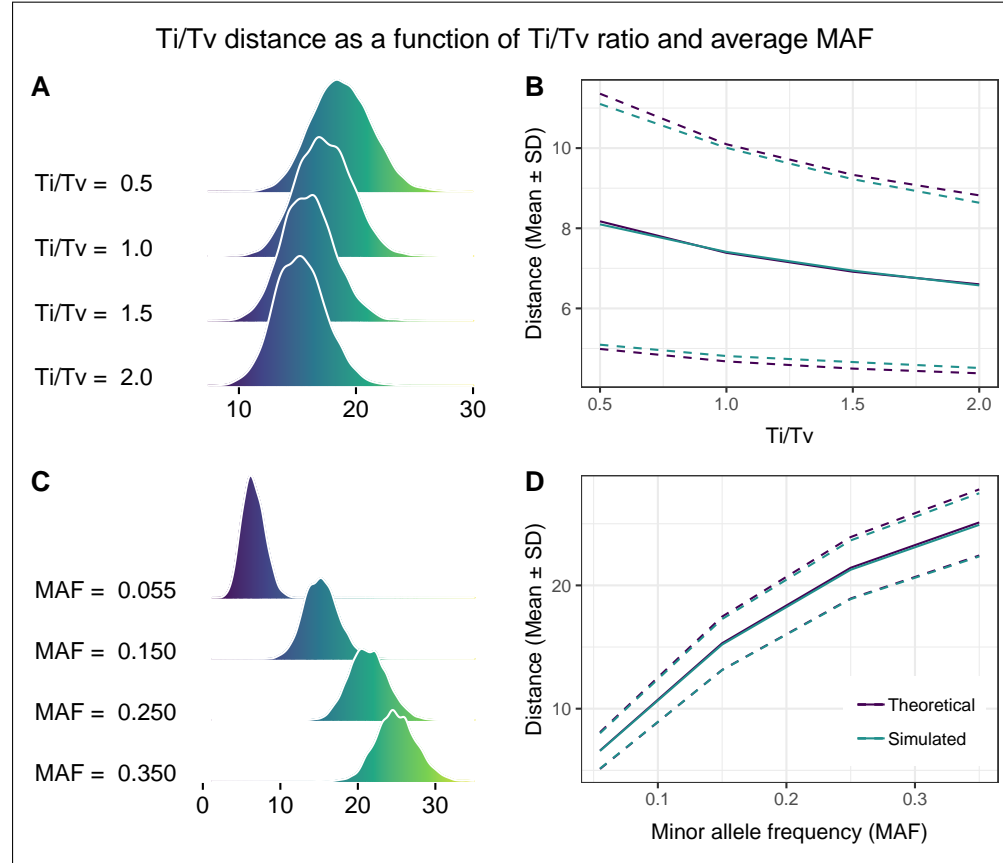 Ti/Tv distance as a function of Ti/Tv ratio and average MAF
A
Ti/Tv = 0.5
Ti/Tv = 1.0
Ti/Tv = 1.5
Ti/Tv = 2.0
10 20 30
B
Distance (Mean ± SD)
10
8
6
0.5 1.0 1.5 2.0
Ti/Tv
C
MAF = 0.055
MAF = 0.150
MAF = 0.250
MAF = 0.350
0 10 20 30
D
Distance (Mean ± SD)
20
10
Theoretical
Simulated
0.1 0.2 0.3
Minor allele frequency (MAF)